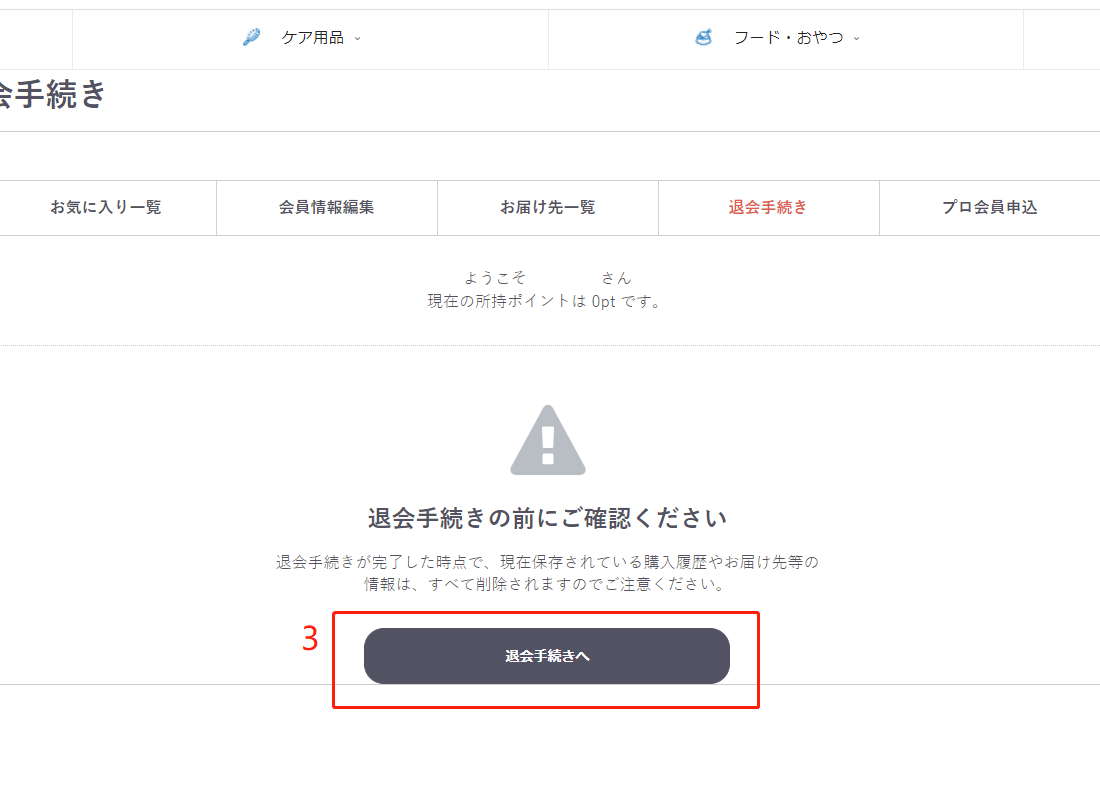 ケア用品
フード・おやつ
会手続き
お気に入り一覧
会員情報編集
お届け先一覧
退会手続き
プロ会員申込
ようこそ さん
現在の所持ポイントは 0pt です。
退会手続きの前にご確認ください
退会手続きが完了した時点で、現在保存されている購入履歴やお届け先等の
情報は、すべて削除されますのでご注意ください。
3
退会手続きへ